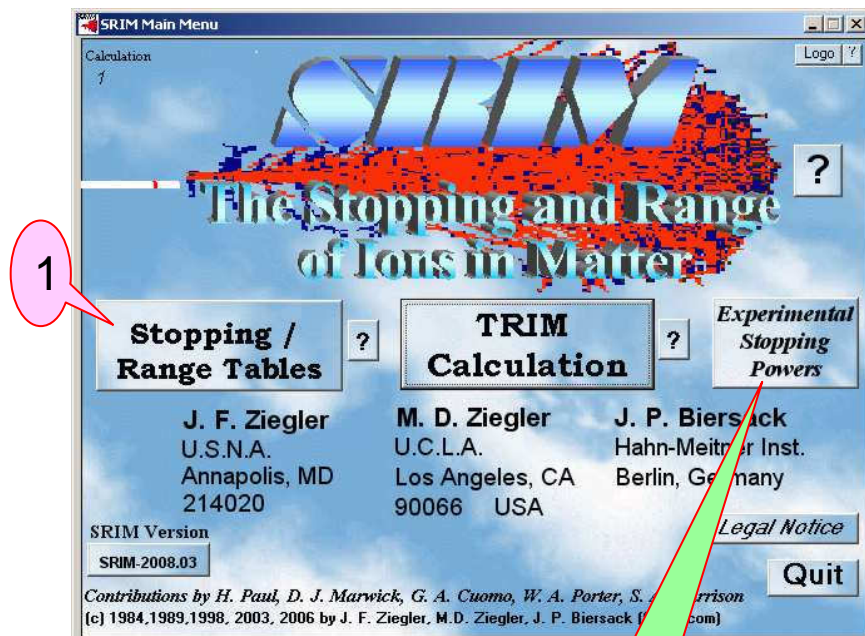 SRIM Main Menu
Calculation
1
Logo ?
SRIM
?
The Stopping and Range
of Ions in Matter
1
Stopping /
Range Tables
?
TRIM
Calculation
?
Experimental
Stopping
Powers
J. F. Ziegler
U.S.N.A.
Annapolis, MD
214020
M. D. Ziegler
U.C.L.A.
Los Angeles, CA
90066 USA
J. P. Biersack
Hahn-Meitner Inst.
Berlin, Germany
SRIM Version
SRIM-2008.03
Legal Notice
Quit
Contributions by H. Paul, D. J. Marwick, G. A. Cuomo, W. A. Porter, S.
(c) 1984,1989,1998, 2003, 2006 by J. F. Ziegler, M.D. Ziegler, J. P. Biersack